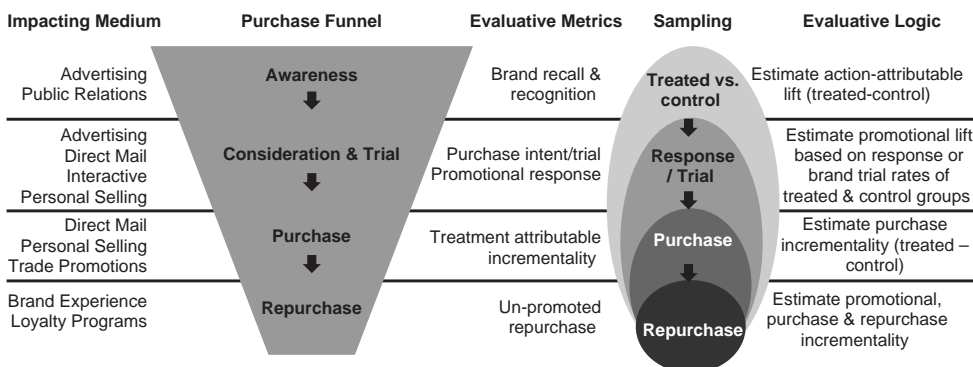 Impacting Medium
Purchase Funnel
Evaluative Metrics
Sampling
Evaluative Logic
Advertising
Public Relations
Awareness
Brand recall &
recognition
Treated vs.
control
Estimate action-attributable
lift (treated-control)
Advertising
Direct Mail
Interactive
Personal Selling
Consideration & Trial
Purchase intent/trial
Promotional response
Response
/ Trial
Estimate promotional lift
based on response or
brand trial rates of
treated & control groups
Direct Mail
Personal Selling
Trade Promotions
Purchase
Treatment attributable
incrementality
Purchase
Estimate purchase
incrementality (treated –
control)
Brand Experience
Loyalty Programs
Repurchase
Un-promoted
repurchase
Repurchase
Estimate promotional,
purchase & repurchase
incrementality